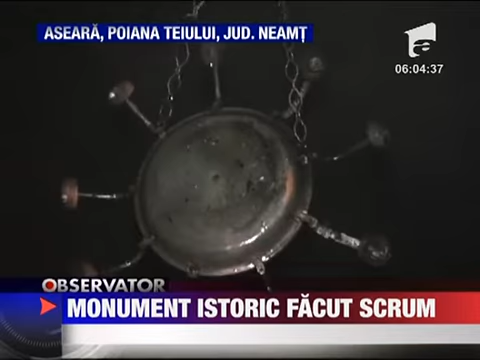 ASEARĂ, POIANA TEIULUI, JUD. NEAMȚ
06:04:37
OBSERVATOR
MONUMENT ISTORIC FĂCUT SCRUM